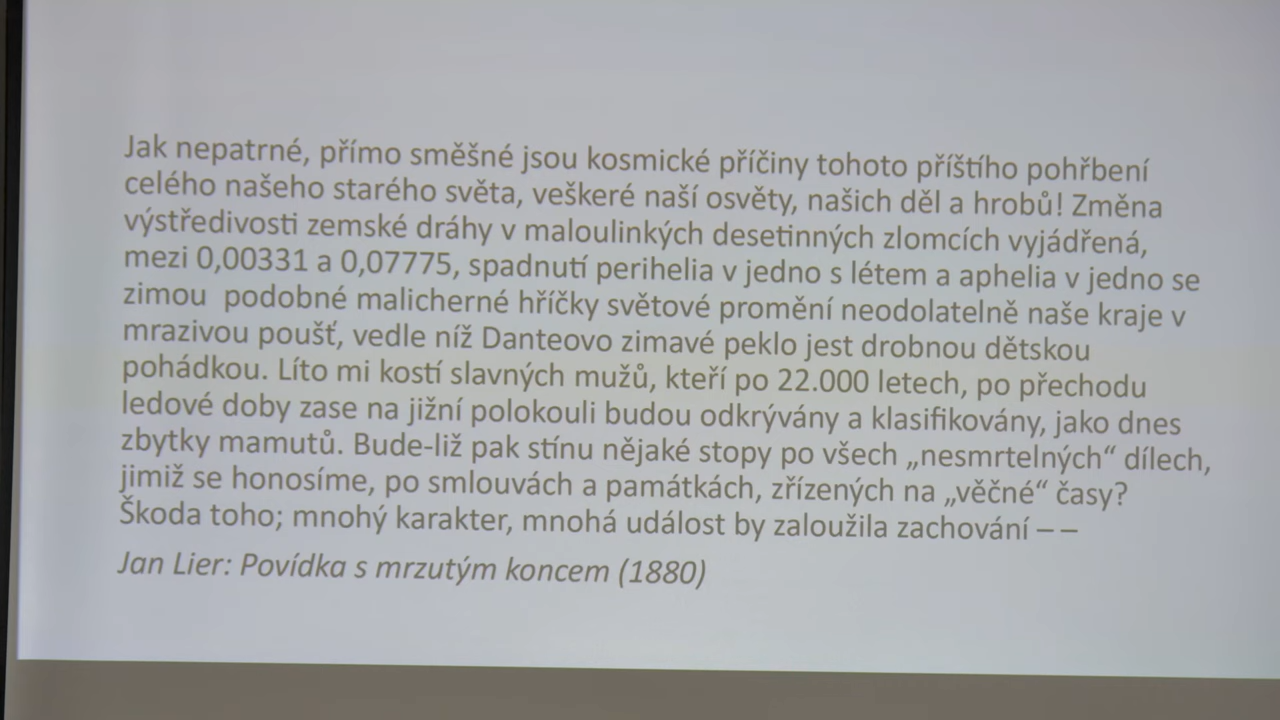 Jak nepatrné, přímo směšné jsou kosmické příčiny tohoto příštího pohřbení
celého našeho starého světa, veškeré naší osvěty, našich děl a hrobů! Změna
výstředivosti zemské dráhy v maloulinkých desetinných zlomcích vyjádřená,
mezi 0,00331 a 0,07775, spadnutí perihelia v jedno s létem a aphelia v jedno se
zimou  podobné malicherné hříčky světové promění neodolatelně naše kraje v
mrazivou poušť, vedle níž Danteovo zimavé peklo jest drobnou dětskou
pohádkou. Líto mi kostí slavných mužů, kteří po 22.000 letech, po přechodu
ledové doby zase na jižní polokouli budou odkrývány a klasifikovány, jako dnes
zbytky mamutů. Bude-liž pak stínu nějaké stopy po všech „nesmrtelných“ dílech,
jimiž se honosíme, po smlouvách a památkách, zřízených na „věčné“ časy?
Škoda toho; mnohý karakter, mnohá událost by zaloužila zachování – –
Jan Lier: Povídka s mrzutým koncem (1880)